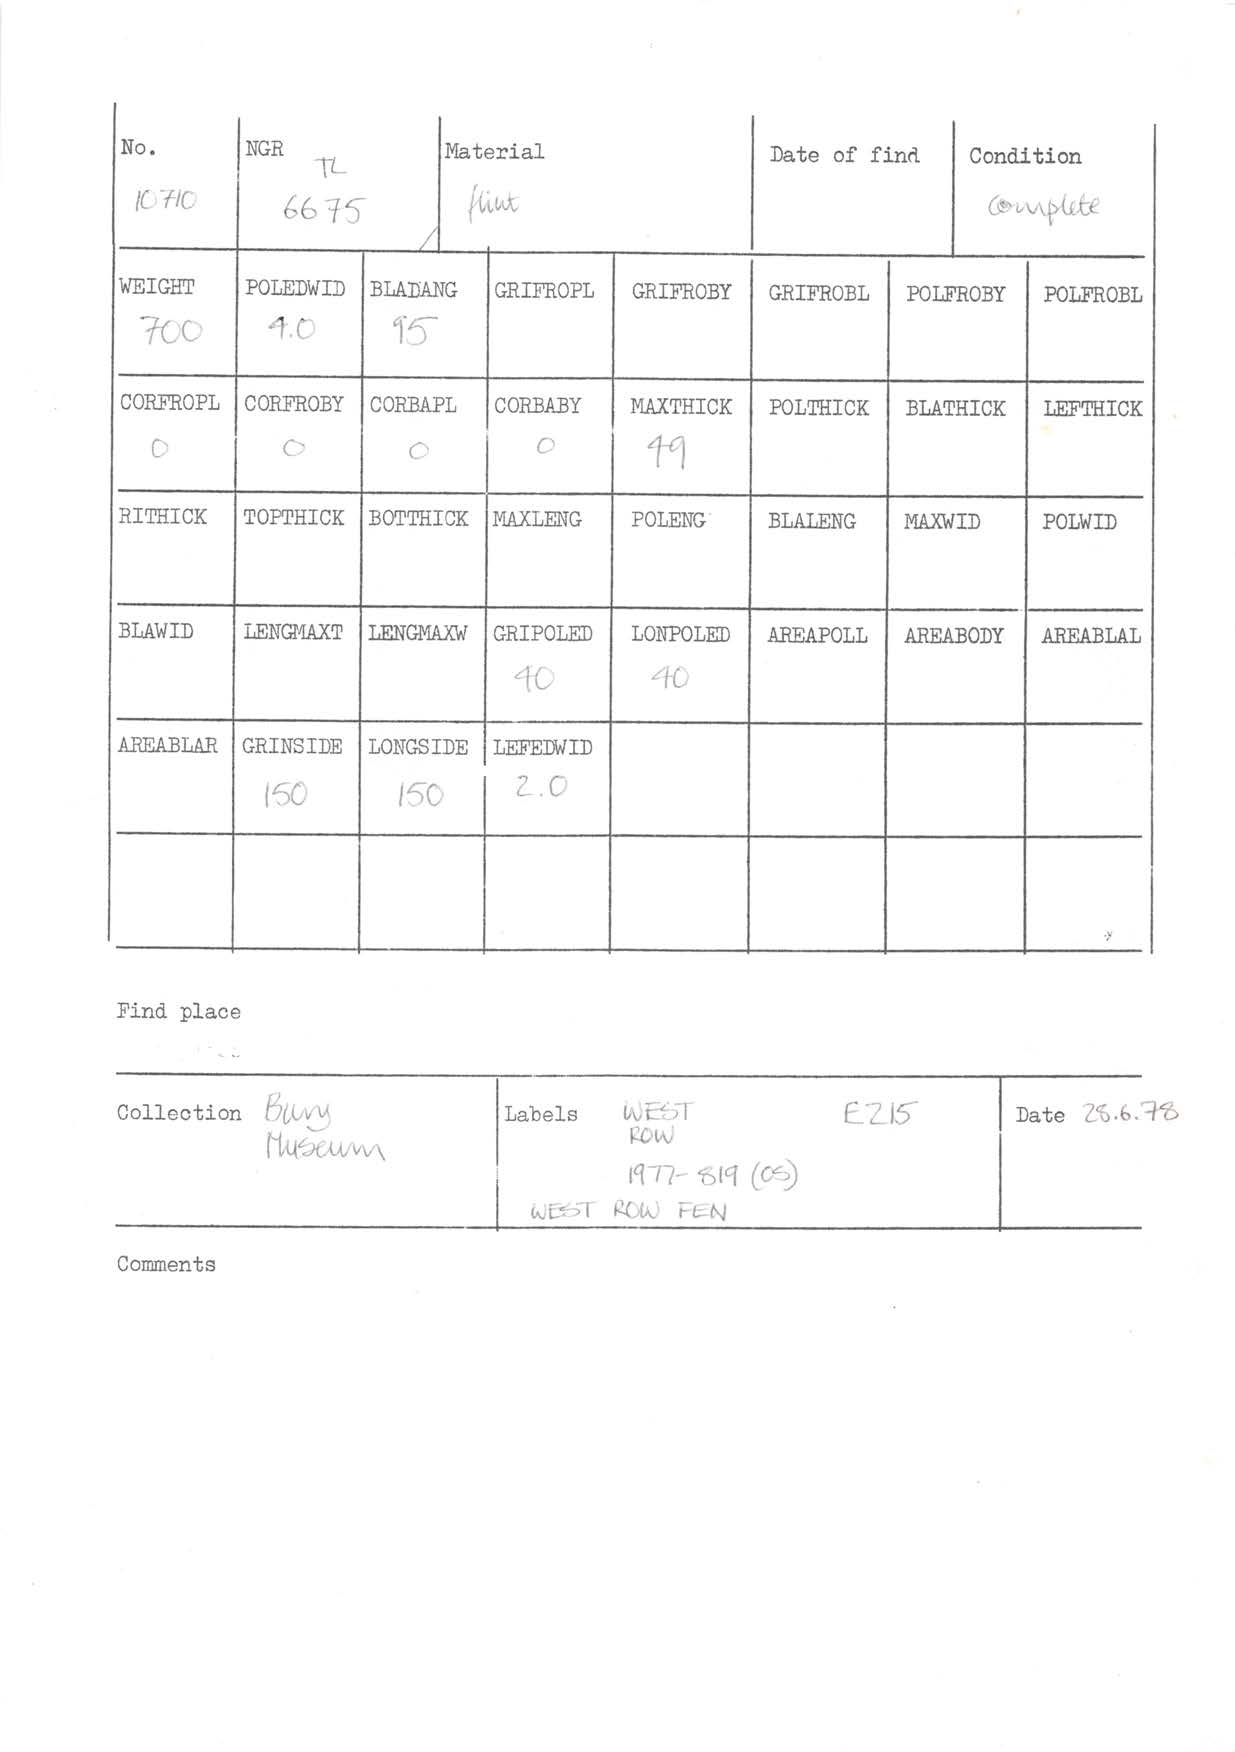 No. NGR Material Date of find Condition
TL
10710 6675 flint complete
WEIGHT POLEDWID BLADANG GRIFROPL GRIFROBY GRIFROBL POLFROBY POLFROBL
700 4.0 95
CORFROPL CORFROBY CORBAPL CORBABY MAXTHICK POLTHICK BLATHICK LEFTHICK
0 0 0 0 49
RITHICK TOPTHICK BOTTHICK MAXLENG POLENG BLALENG MAXWID POLWID
BLAWID LENGMAXT LENGMAXW GRIPOLED LONPOLED AREAPOLL AREABODY AREABLAL
40 40
AREABLAR GRINSIDE LONGSIDE LEFEDWID
150 150 2.0
Find place
Collection Bury Labels WEST E215 Date 28.6.78
Museum ROW
1977-819 (OS)
WEST ROW FEN
Comments